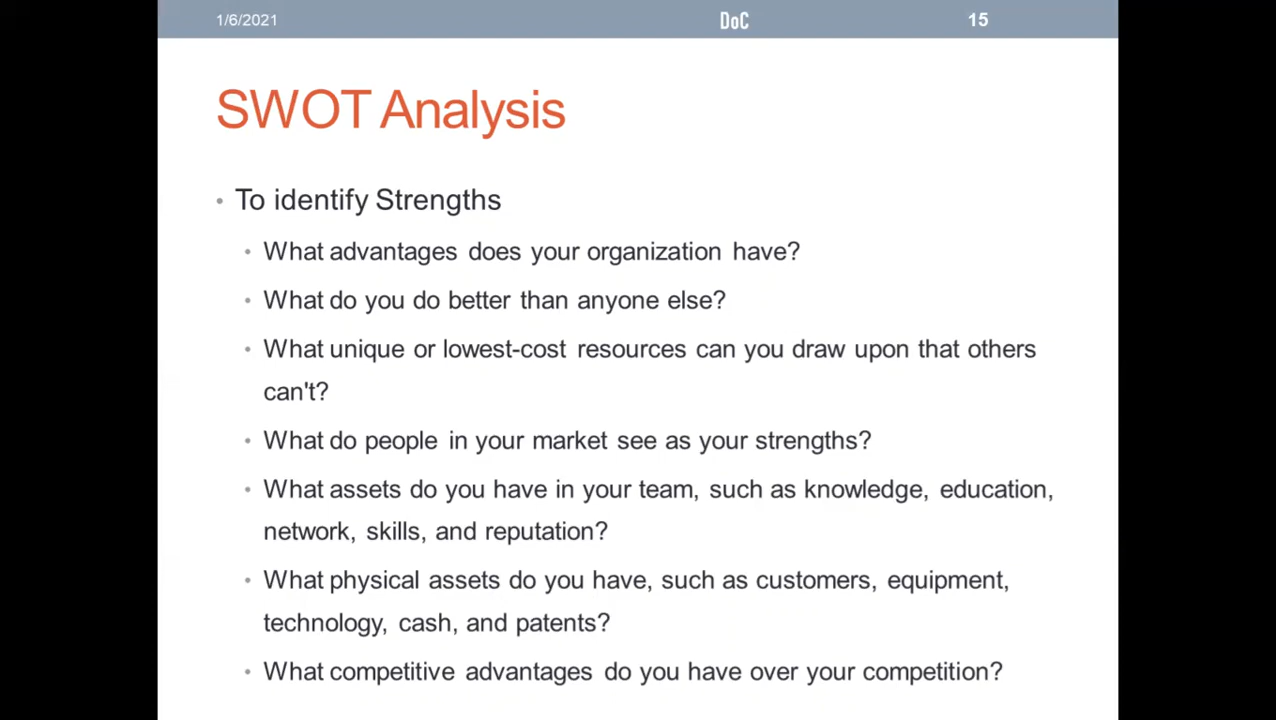 1/6/2021 DoC 15
SWOT Analysis
• To identify Strengths
• What advantages does your organization have?
• What do you do better than anyone else?
• What unique or lowest-cost resources can you draw upon that others
can't?
• What do people in your market see as your strengths?
• What assets do you have in your team, such as knowledge, education,
network, skills, and reputation?
• What physical assets do you have, such as customers, equipment,
technology, cash, and patents?
• What competitive advantages do you have over your competition?